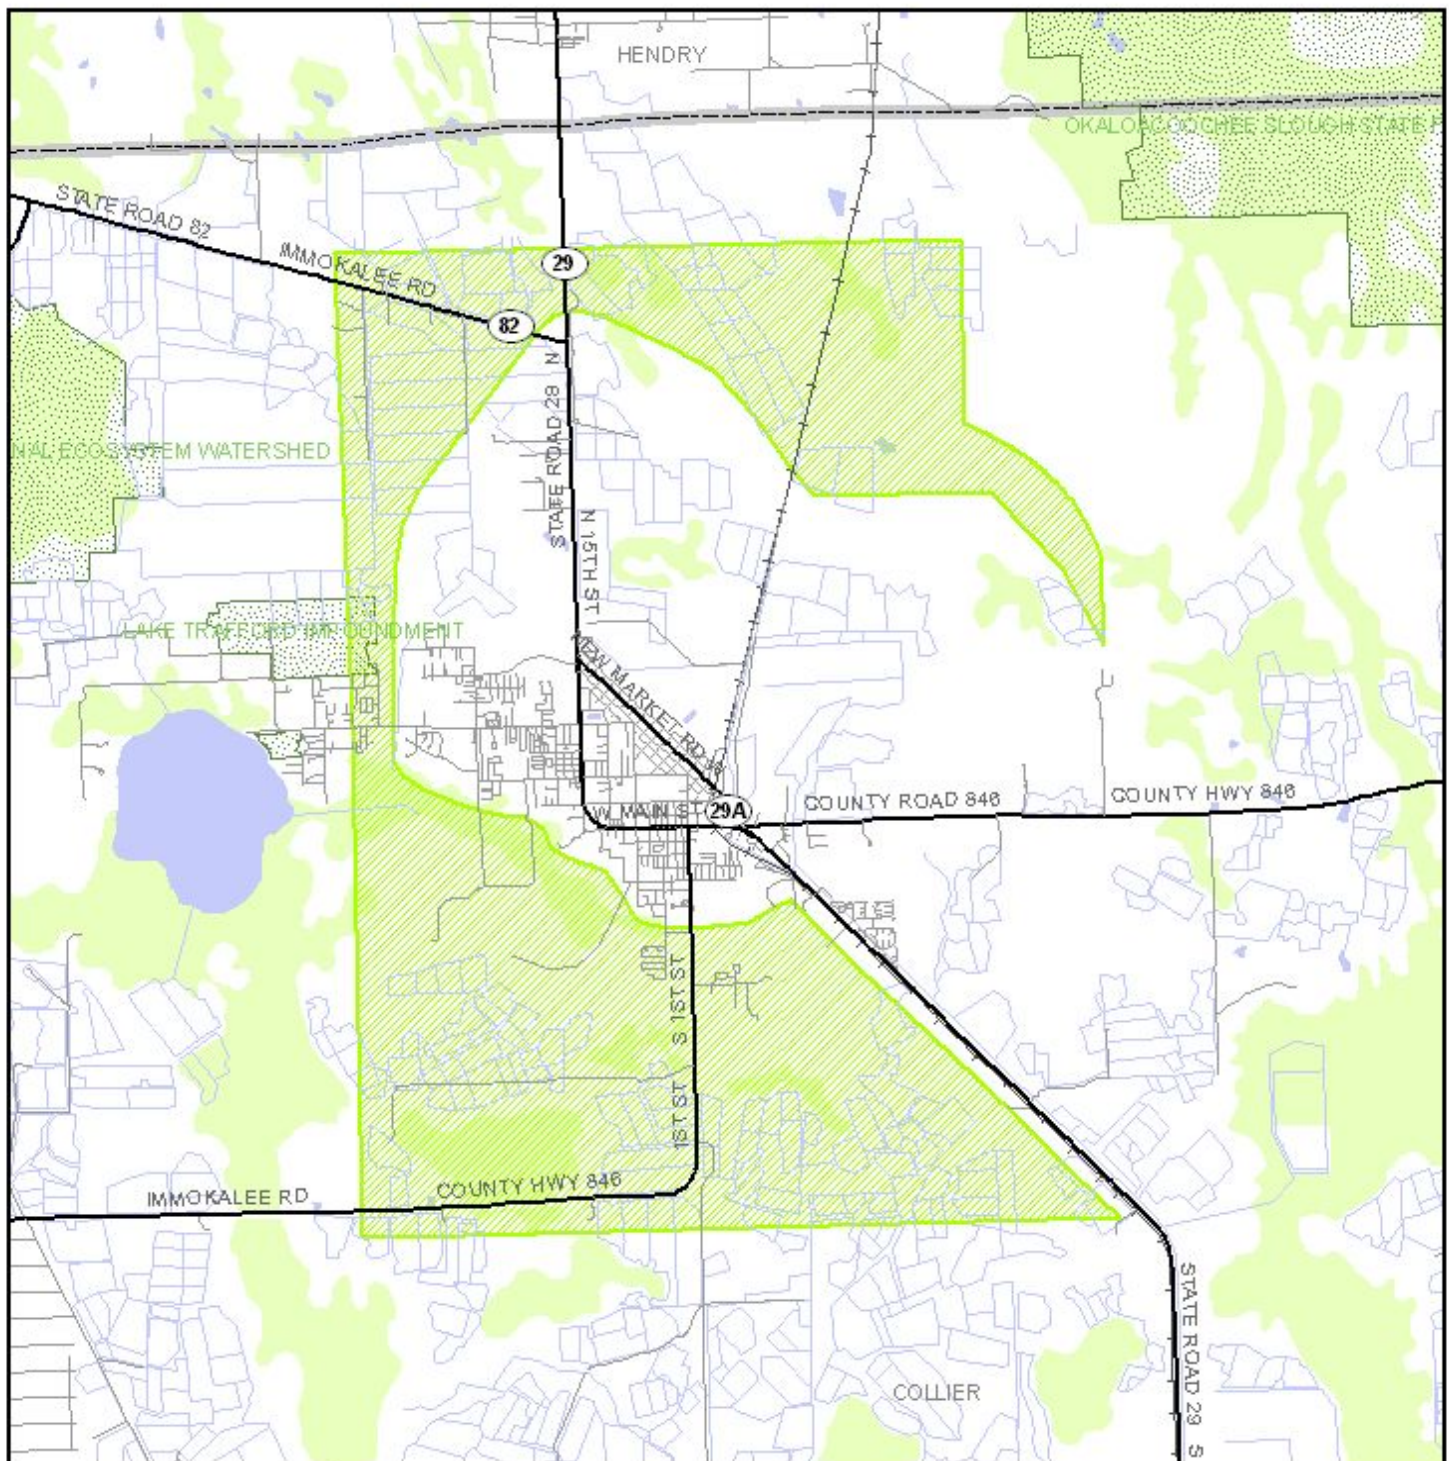 HENDRY
OKALOACOOCHEE SLOUGH STATE F
STATE ROAD 82
IMMOKALEE RD
29
82
STATE ROAD 29 N
NAL ECOSYSTEM WATERSHED
N 15TH ST
LAKE TRAFFORD IMPOUNDMENT
NEW MARKET RD W
W MAIN ST
29A
COUNTY ROAD 846
COUNTY HWY 846
S 1ST ST
1ST ST
IMMOKALEE RD
COUNTY HWY 846
STATE ROAD 29 S
COLLIER